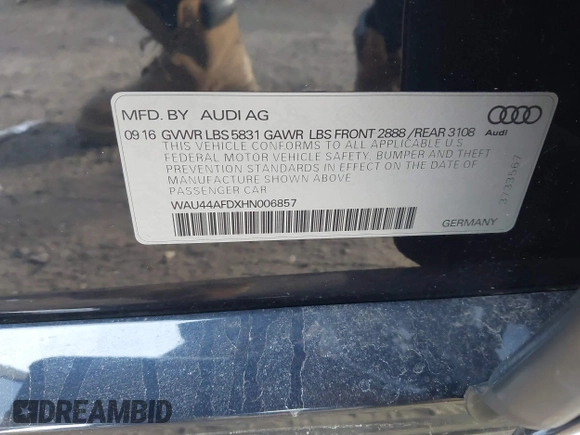 MFD. BY AUDI AG
09 16 GVWR LBS 5831 GAWR LBS FRONT 2888 / REAR 3108
Audi
THIS VEHICLE CONFORMS TO ALL APPLICABLE U S
FEDERAL MOTOR VEHICLE SAFETY, BUMPER AND THEFT
PREVENTION STANDARDS IN EFFECT ON THE DATE OF
MANUFACTURE SHOWN ABOVE
PASSENGER CAR
WAU44AFDXHN006857
GERMANY
3733567
DREAMBID